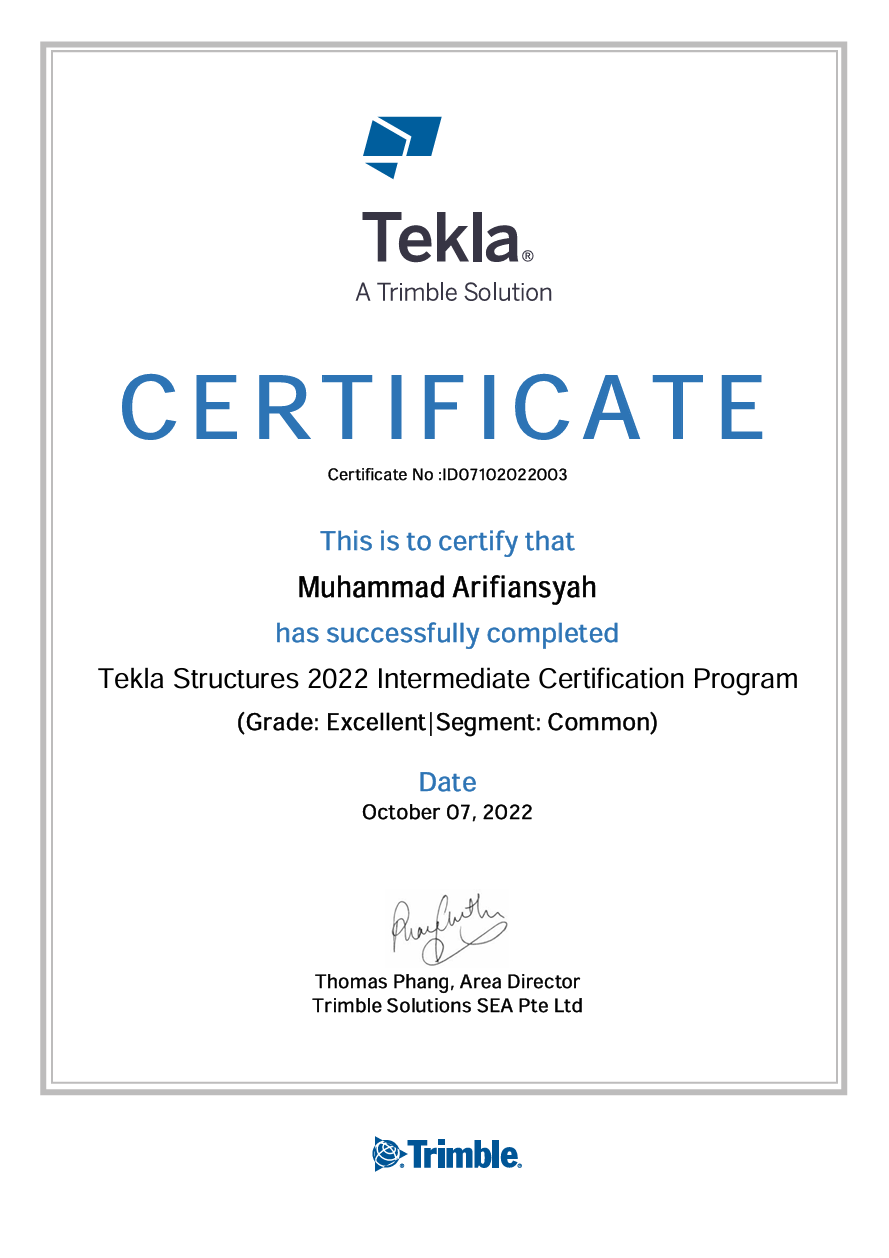 Tekla®
A Trimble Solution
CERTIFICATE
Certificate No :ID07102022003
This is to certify that
Muhammad Arifiansyah
has successfully completed
Tekla Structures 2022 Intermediate Certification Program
(Grade: Excellent|Segment: Common)
Date
October 07, 2022
Thomas Phang, Area Director
Trimble Solutions SEA Pte Ltd
Trimble®